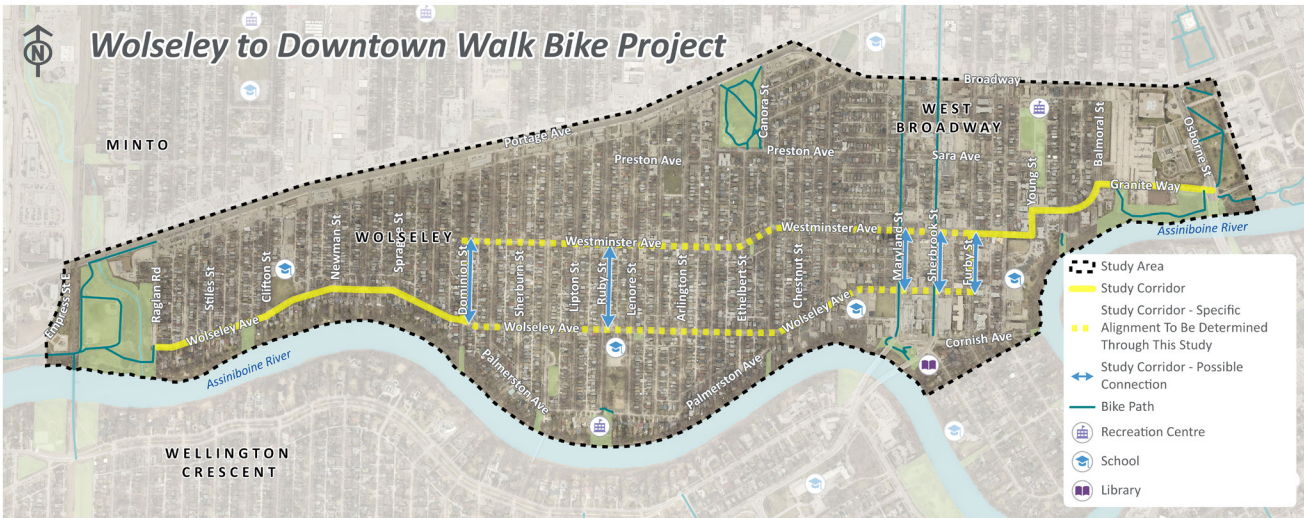 N
Wolseley to Downtown Walk Bike Project
Broadway
WEST
BROADWAY
MINTO
Portage Ave
Canora St
Balmoral St
Osborne St
Preston Ave
Preston Ave
Sara Ave
Young St
Granite Way
WOLSELEY
Westminster Ave
Westminster Ave
Assiniboine River
Empress St E
Raglan Rd
Stiles St
Clifton St
Newman St
Sprague St
Dominion St
Sherburn St
Lipton St
Ruby St
Lenore St
Arlington St
Ethelbert St
Chestnut St
Maryland St
Sherbrook St
Furby St
Wolseley Ave
Wolseley Ave
Wolseley Ave
Cornish Ave
Assiniboine River
Palmerston Ave
Palmerston Ave
WELLINGTON
CRESCENT
Study Area
Study Corridor
Study Corridor - Specific
Alignment To Be Determined
Through This Study
Study Corridor - Possible
Connection
Bike Path
Recreation Centre
School
Library